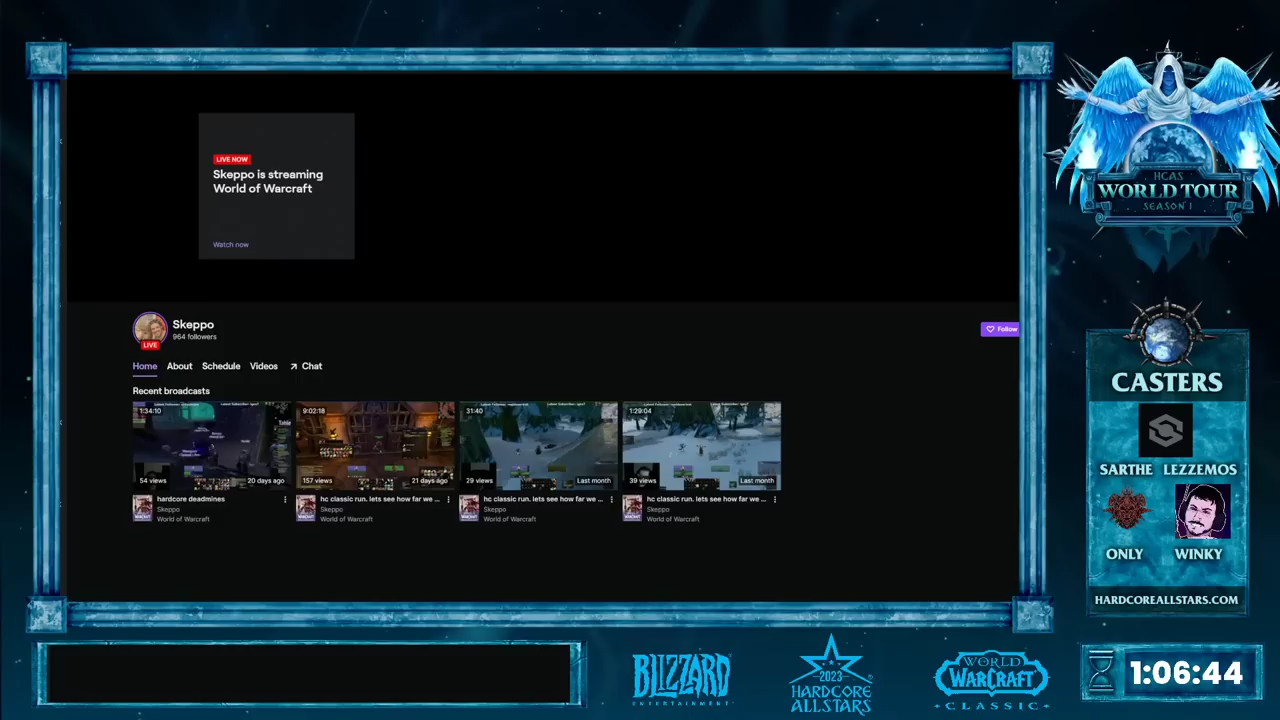 LIVE NOW
Skeppo is streaming
World of Warcraft
Watch now
Skeppo
964 followers
LIVE
Follow
Home About Schedule Videos Chat
Recent broadcasts
1:34:10
54 views
20 days ago
hardcore deadmines
Skeppo
World of Warcraft
9:02:18
157 views
21 days ago
hc classic run. lets see how far we ...
Skeppo
World of Warcraft
31:40
29 views
Last month
hc classic run. lets see how far we ...
Skeppo
World of Warcraft
1:29:04
39 views
Last month
hc classic run. lets see how far we ...
Skeppo
World of Warcraft
HCAS
WORLD TOUR
SEASON 1
CASTERS
SARTHE LEZZEMOS
ONLY WINKY
HARDCOREALLSTARS.COM
BLIZZARD
ENTERTAINMENT
2023
HARDCORE
ALLSTARS
WORLD
WARCRAFT
CLASSIC
1:06:44